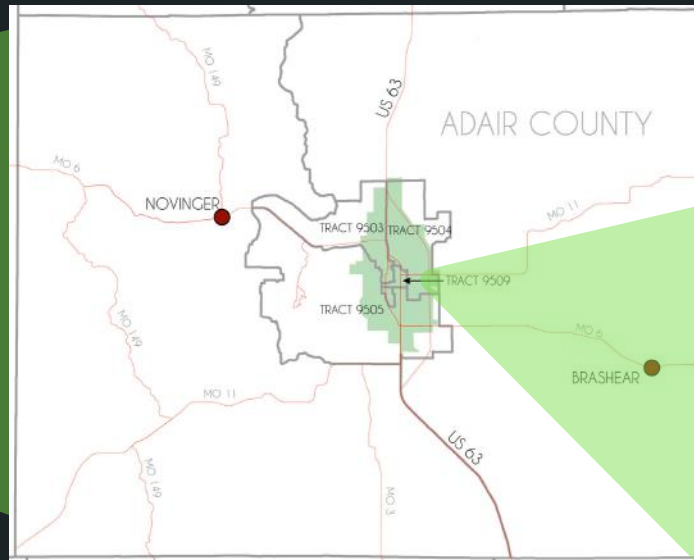 MO 149
US 63
ADAIR COUNTY
MO 6
NOVINGER
MO 11
TRACT 9503
TRACT 9504
TRACT 9509
TRACT 9505
MO 149
MO 6
BRASHEAR
MO 11
US 63
MO 149
MO 3